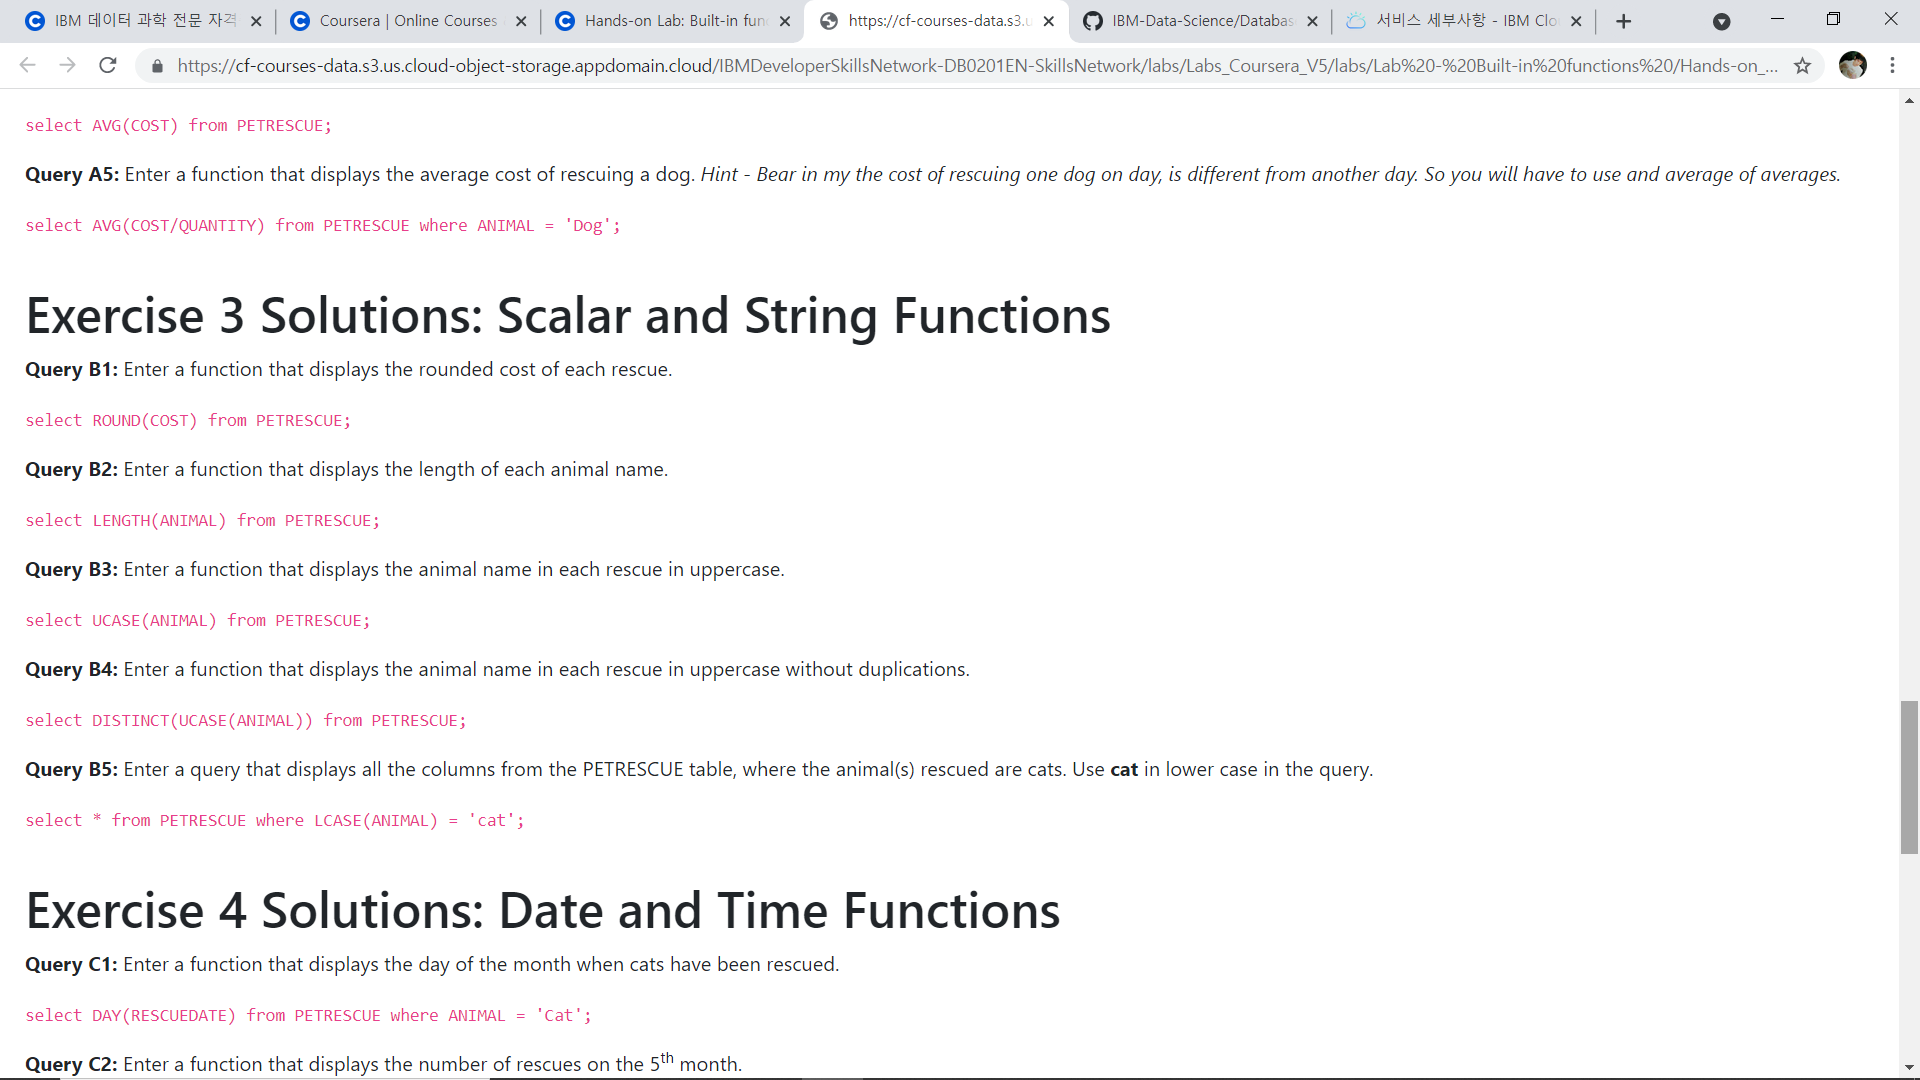 IBM 데이터 과학 전문 자격
Coursera | Online Courses
Hands-on Lab: Built-in fun
https://cf-courses-data.s3.u
IBM-Data-Science/Databas
서비스 세부사항 - IBM Clo
https://cf-courses-data.s3.us.cloud-object-storage.appdomain.cloud/IBMDeveloperSkillsNetwork-DB0201EN-SkillsNetwork/labs/Labs_Coursera_V5/labs/Lab%20-%20Built-in%20functions%20/Hands-on_...
select AVG(COST) from PETRESCUE;
Query A5: Enter a function that displays the average cost of rescuing a dog. Hint - Bear in my the cost of rescuing one dog on day, is different from another day. So you will have to use and average of averages.
select AVG(COST/QUANTITY) from PETRESCUE where ANIMAL = 'Dog';
Exercise 3 Solutions: Scalar and String Functions
Query B1: Enter a function that displays the rounded cost of each rescue.
select ROUND(COST) from PETRESCUE;
Query B2: Enter a function that displays the length of each animal name.
select LENGTH(ANIMAL) from PETRESCUE;
Query B3: Enter a function that displays the animal name in each rescue in uppercase.
select UCASE(ANIMAL) from PETRESCUE;
Query B4: Enter a function that displays the animal name in each rescue in uppercase without duplications.
select DISTINCT(UCASE(ANIMAL)) from PETRESCUE;
Query B5: Enter a query that displays all the columns from the PETRESCUE table, where the animal(s) rescued are cats. Use cat in lower case in the query.
select * from PETRESCUE where LCASE(ANIMAL) = 'cat';
Exercise 4 Solutions: Date and Time Functions
Query C1: Enter a function that displays the day of the month when cats have been rescued.
select DAY(RESCUEDATE) from PETRESCUE where ANIMAL = 'Cat';
Query C2: Enter a function that displays the number of rescues on the 5th month.